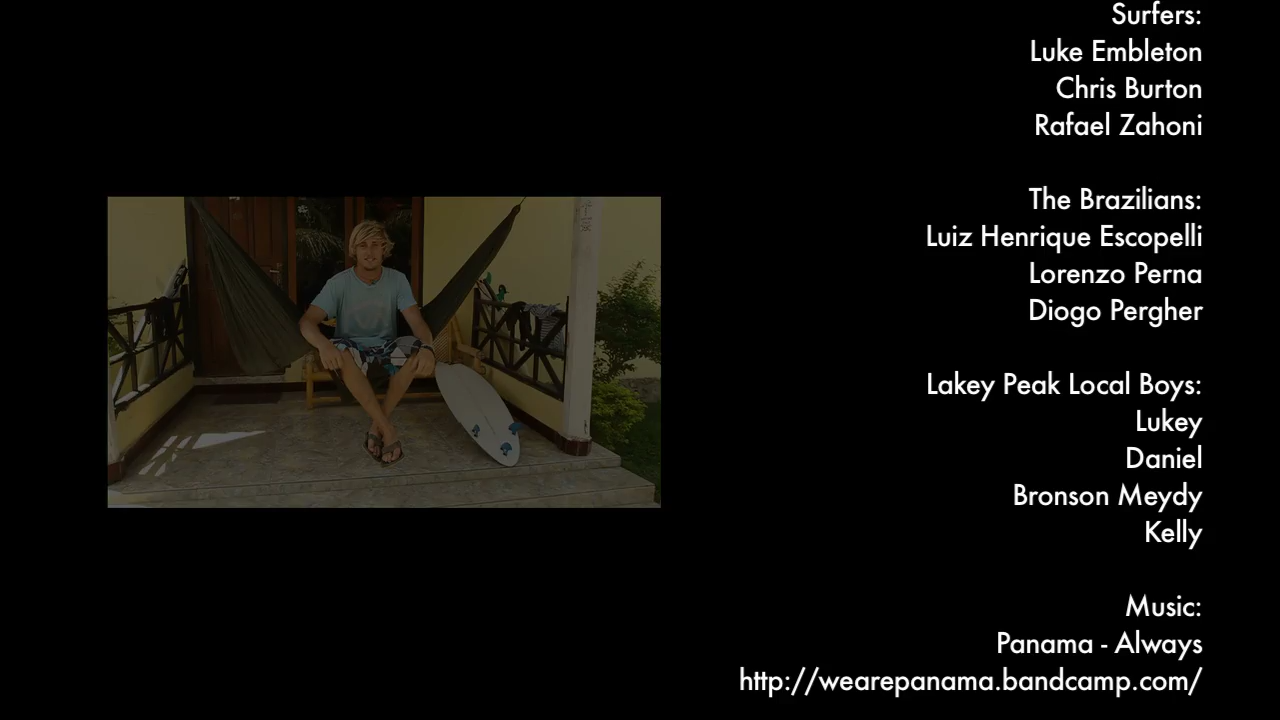 Surfers:
Luke Embleton
Chris Burton
Rafael Zahoni
The Brazilians:
Luiz Henrique Escopelli
Lorenzo Perna
Diogo Pergher
Lakey Peak Local Boys:
Lukey
Daniel
Bronson Meydy
Kelly
Music:
Panama - Always
http://wearepanama.bandcamp.com/